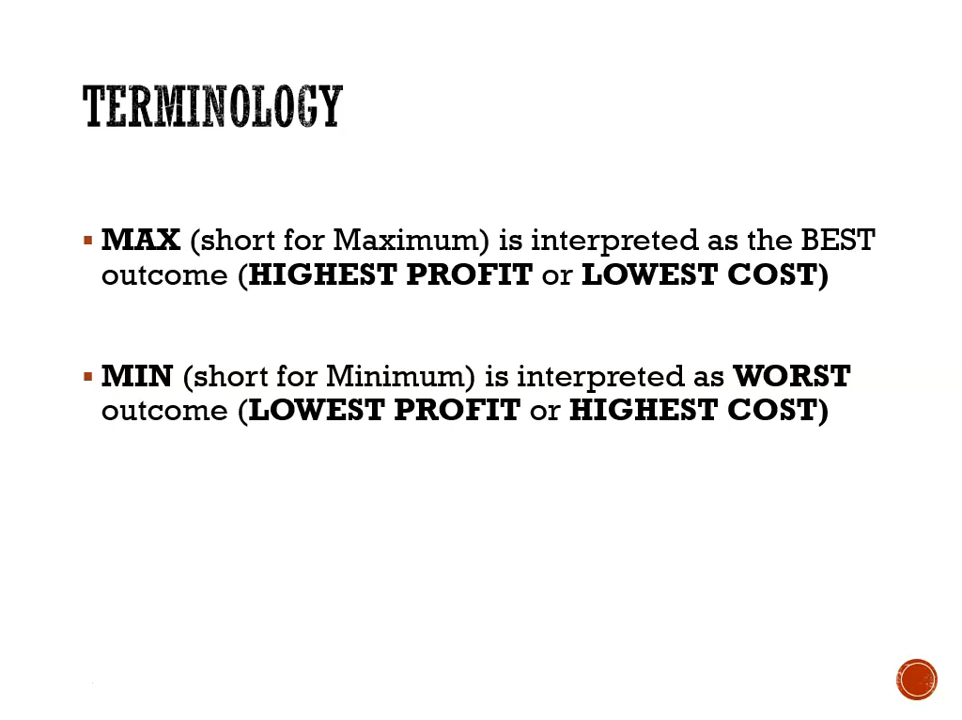 TERMINOLOGY
▪ MAX (short for Maximum) is interpreted as the BEST
outcome (HIGHEST PROFIT or LOWEST COST)
▪ MIN (short for Minimum) is interpreted as WORST
outcome (LOWEST PROFIT or HIGHEST COST)